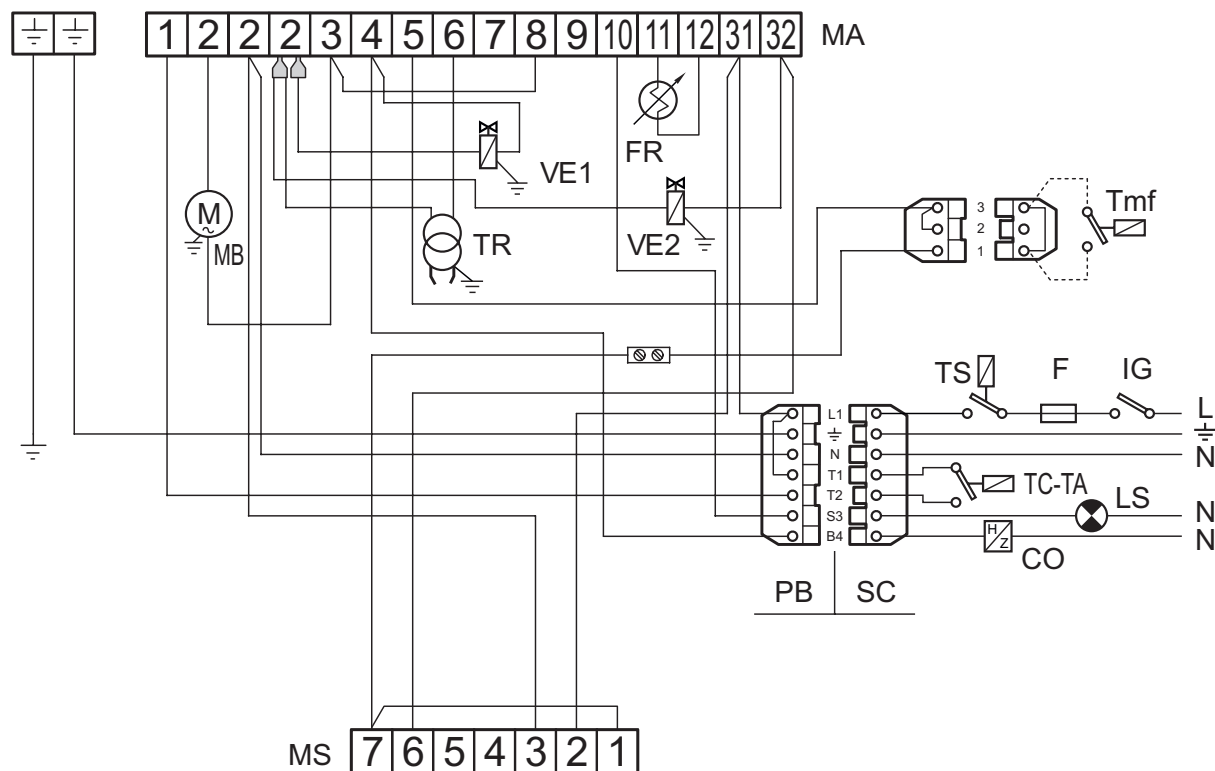 1 2 2 2 3 4 5 6 7 8 9 10 11 12 31 32 MA
FR
VE1
VE2
M
~
MB
TR
3
2
1
Tmf
TS F IG
L1 L
N N
T1
T2 TC-TA
S3 LS N
B4 H Z CO N
PB SC
MS 7 6 5 4 3 2 1